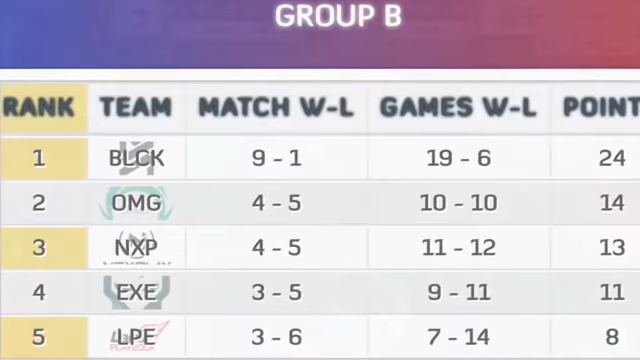 GROUP B
RANK TEAM MATCH W-L GAMES W-L POINT
1 BLCK 9 - 1 19 - 6 24
2 OMG 4 - 5 10 - 10 14
3 NXP 4 - 5 11 - 12 13
4 EXE 3 - 5 9 - 11 11
5 LPE 3 - 6 7 - 14 8